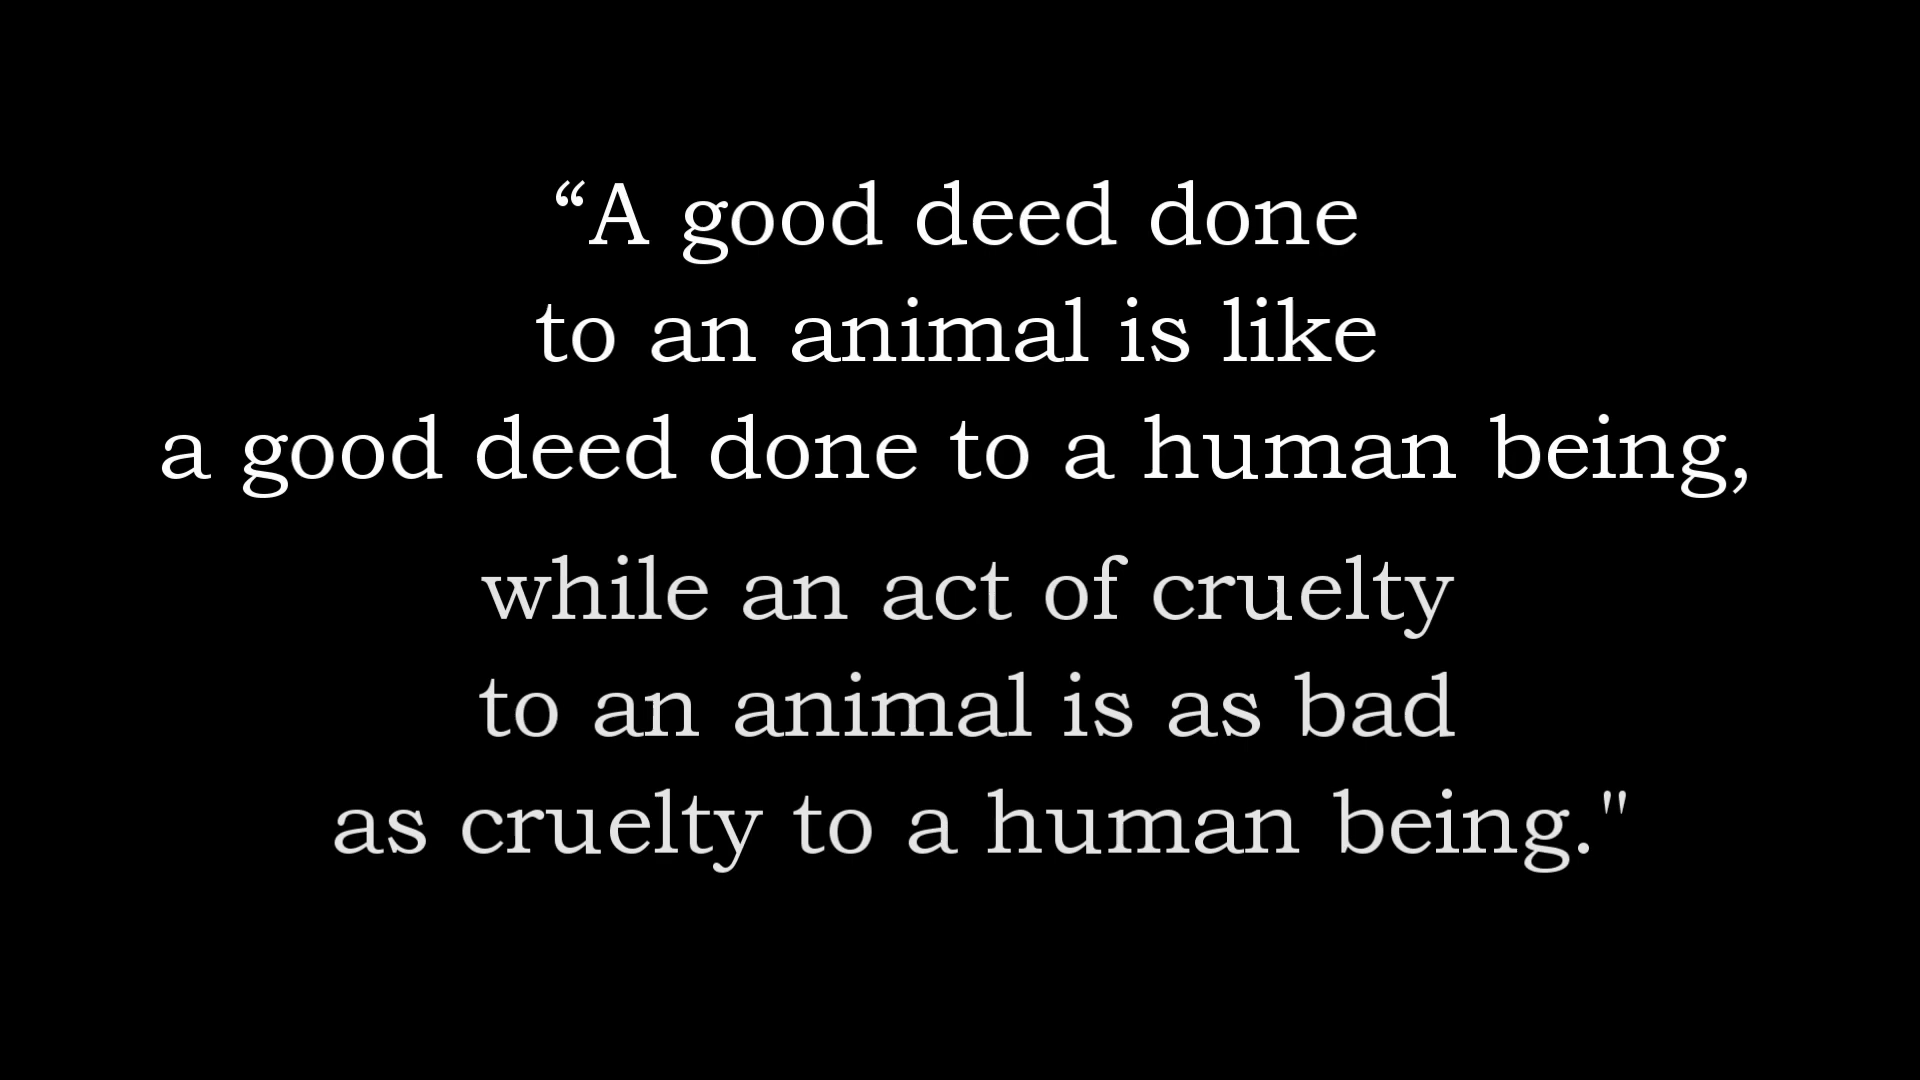 “A good deed done
to an animal is like
a good deed done to a human being,
while an act of cruelty
to an animal is as bad
as cruelty to a human being."